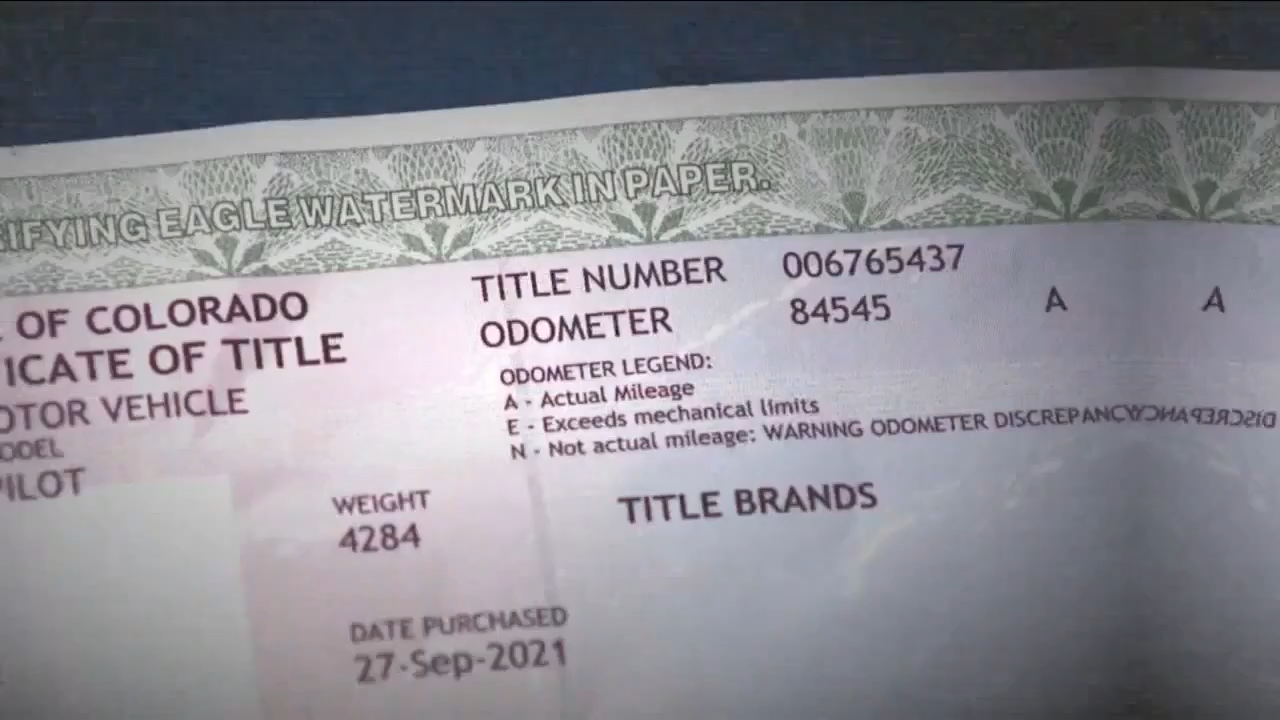 IFYING EAGLE WATERMARK IN PAPER.
TITLE NUMBER 006765437
OF COLORADO
ODOMETER 84545 A A
ICATE OF TITLE
ODOMETER LEGEND:
OTOR VEHICLE
A - Actual Mileage
E - Exceeds mechanical limits
ODEL
N - Not actual mileage: WARNING ODOMETER DISCREPANCY
PILOT
WEIGHT
TITLE BRANDS
4284
DATE PURCHASED
27-Sep-2021